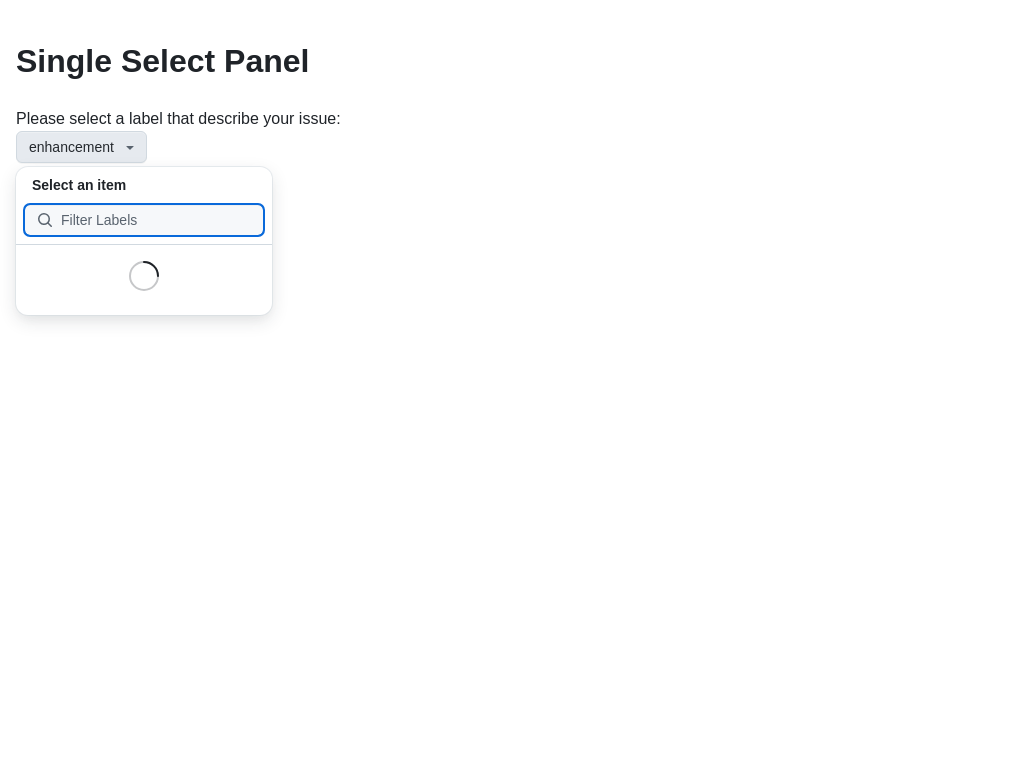 Single Select Panel
Please select a label that describe your issue:
enhancement
Select an item
Filter Labels